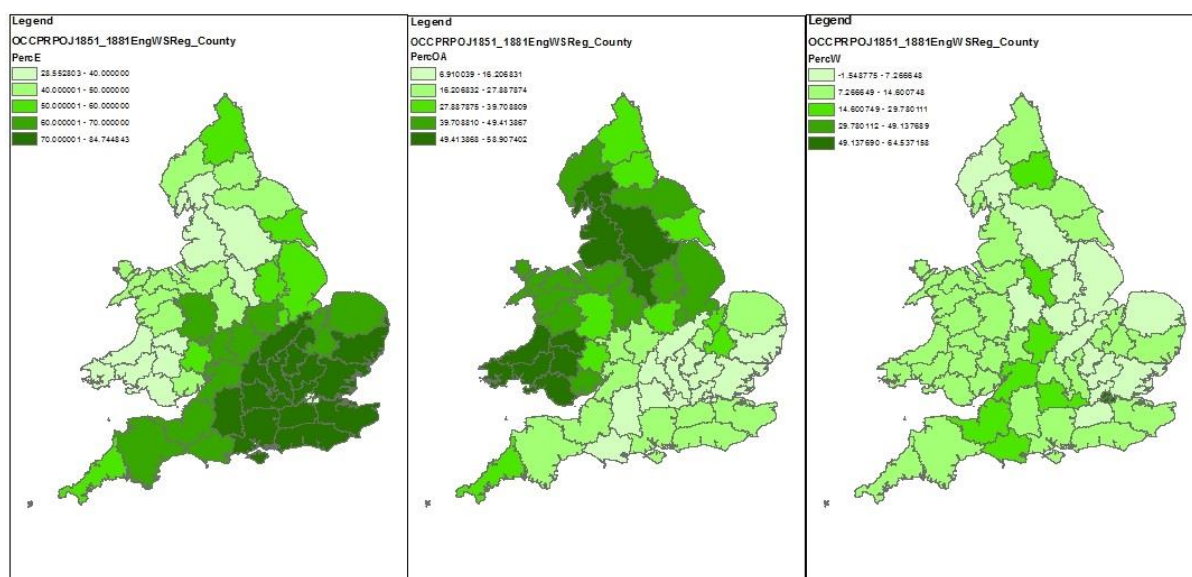 Legend
OCCPRPOJ1851_1881EngWSReg_County
PercE
28.552803 - 40.000000
40.000001 - 50.000000
50.000001 - 60.000000
60.000001 - 70.000000
70.000001 - 84.744843
Legend
OCCPRPOJ1851_1881EngWSReg_County
PercOA
6.910039 - 16.206831
16.206832 - 27.887874
27.887875 - 39.708809
39.708810 - 49.413867
49.413868 - 58.907402
Legend
OCCPRPOJ1851_1881EngWSReg_County
PercW
-1.548775 - 7.266648
7.266649 - 14.600748
14.600749 - 29.780111
29.780112 - 49.137689
49.137690 - 64.537158